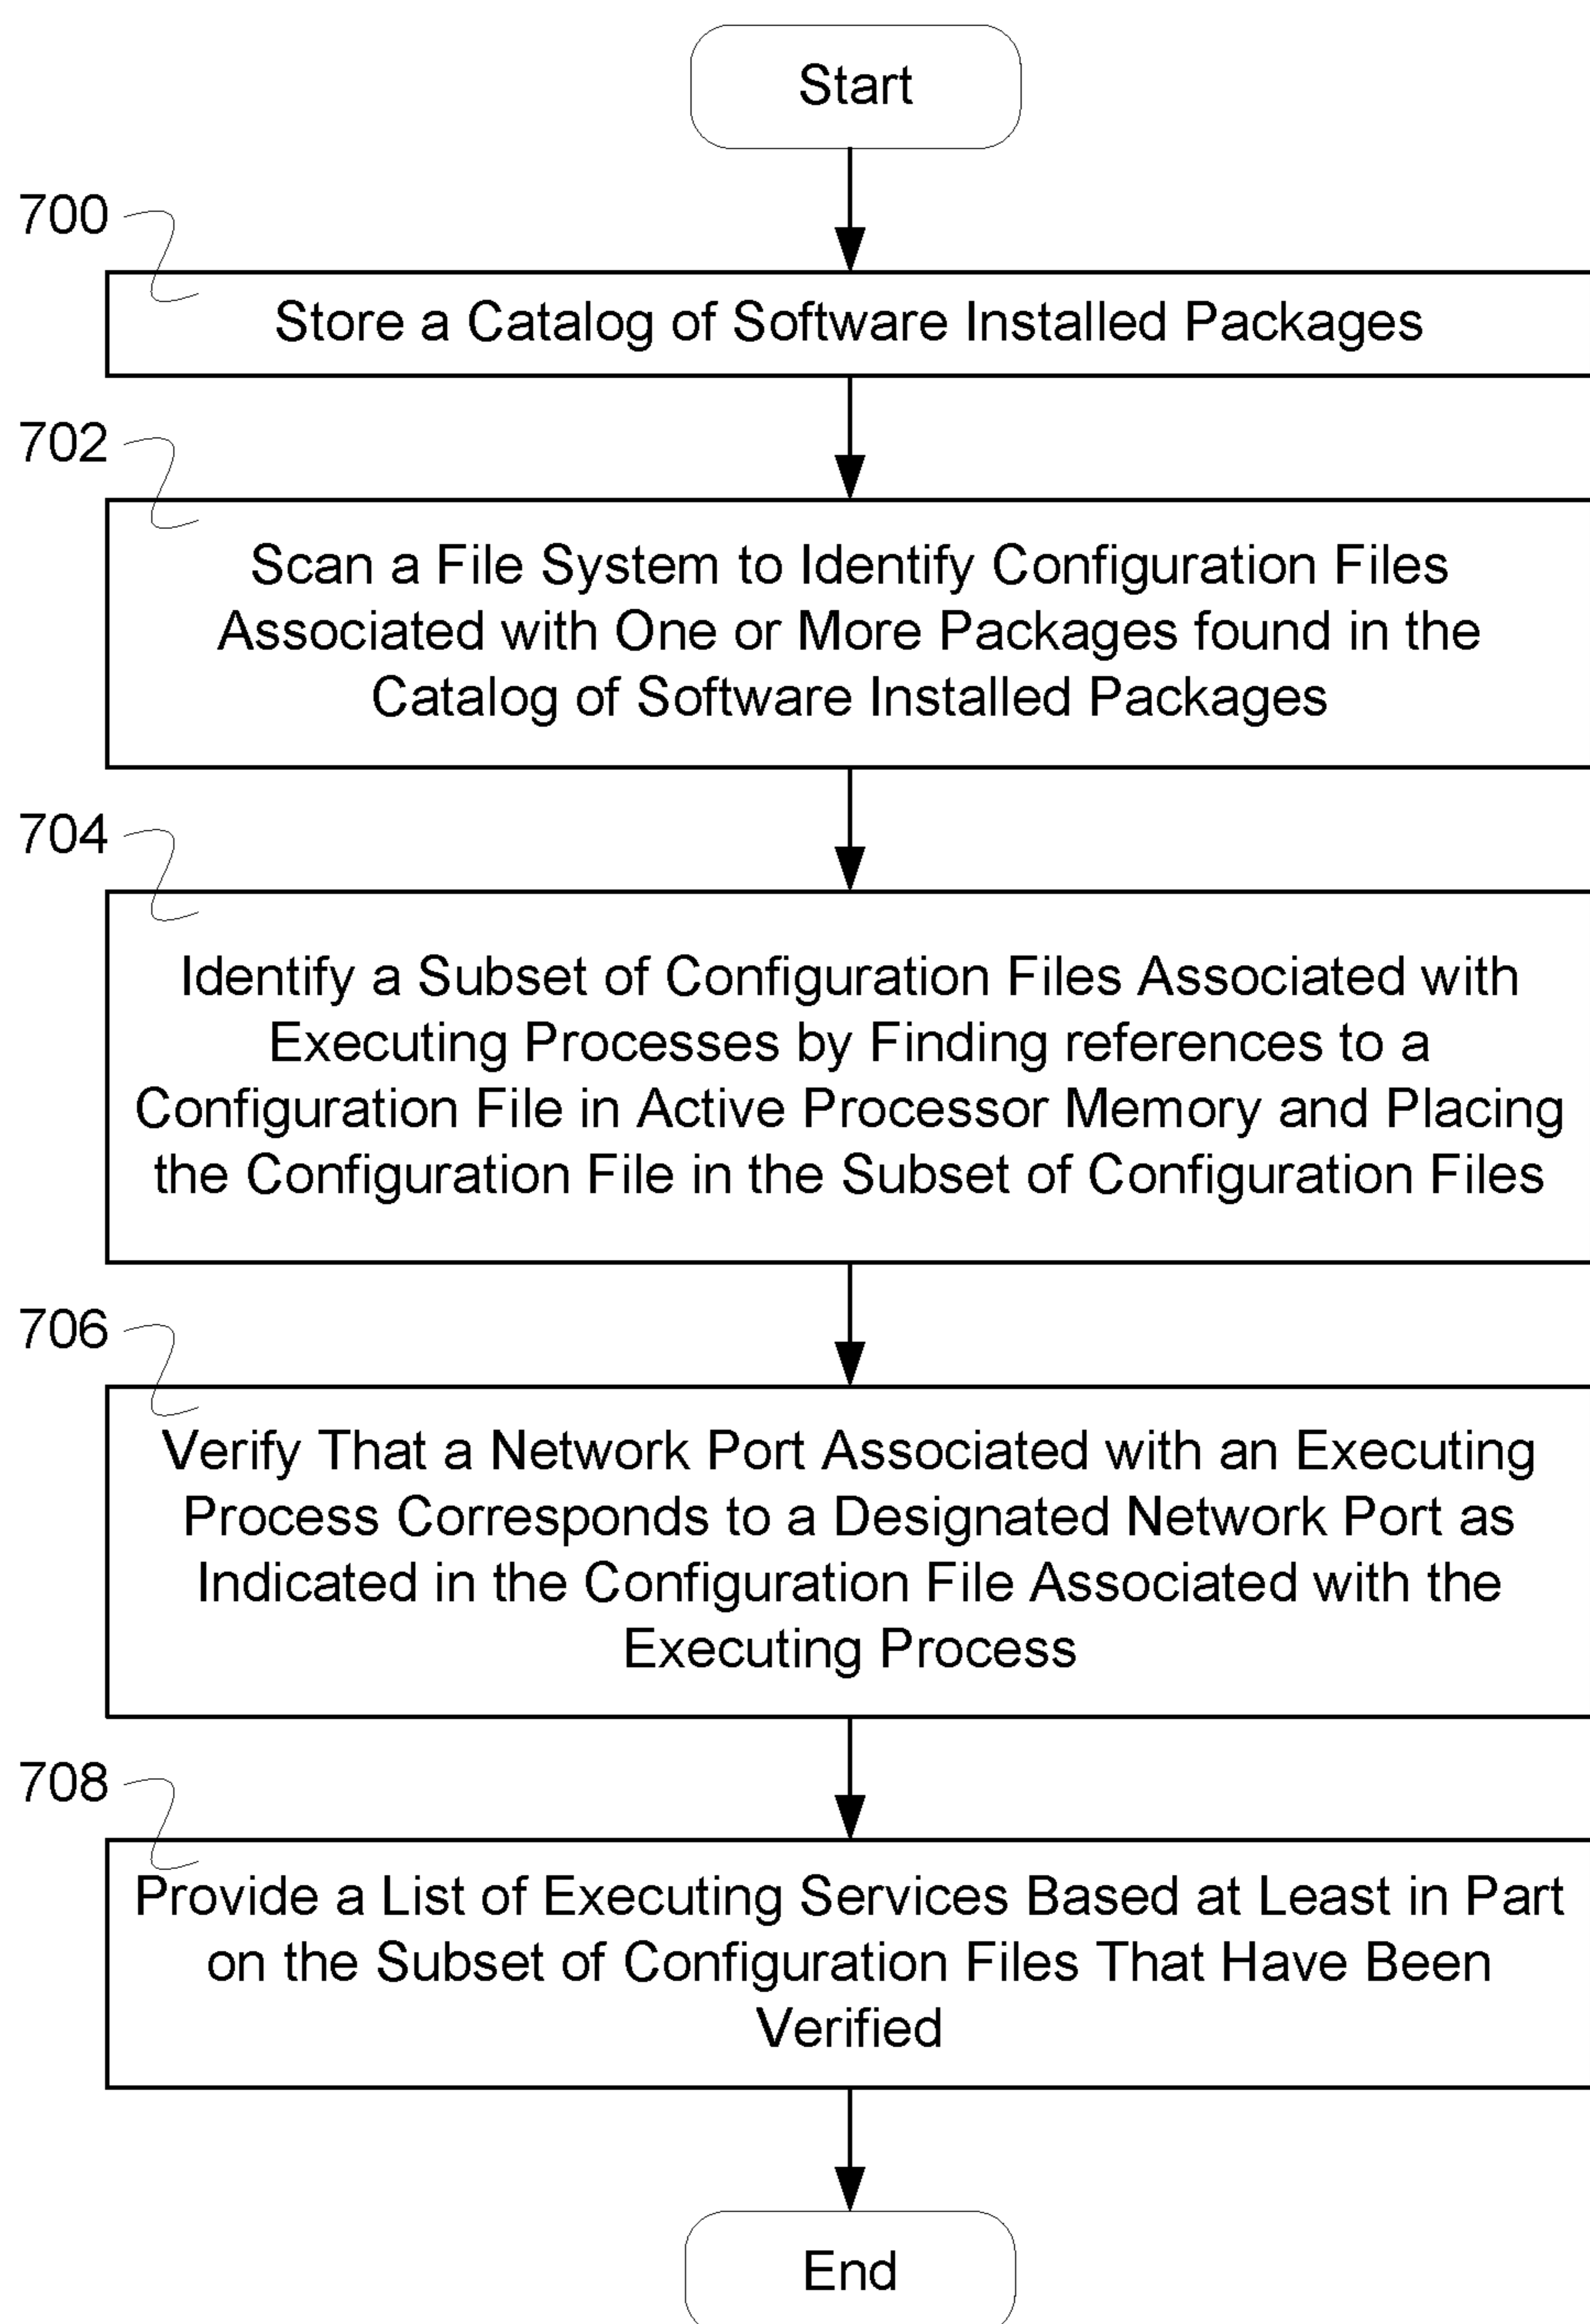 Start
700
Store a Catalog of Software Installed Packages
702
Scan a File System to Identify Configuration Files
Associated with One or More Packages found in the
Catalog of Software Installed Packages
704
Identify a Subset of Configuration Files Associated with
Executing Processes by Finding references to a
Configuration File in Active Processor Memory and Placing
the Configuration File in the Subset of Configuration Files
706
Verify That a Network Port Associated with an Executing
Process Corresponds to a Designated Network Port as
Indicated in the Configuration File Associated with the
Executing Process
708
Provide a List of Executing Services Based at Least in Part
on the Subset of Configuration Files That Have Been
Verified
End